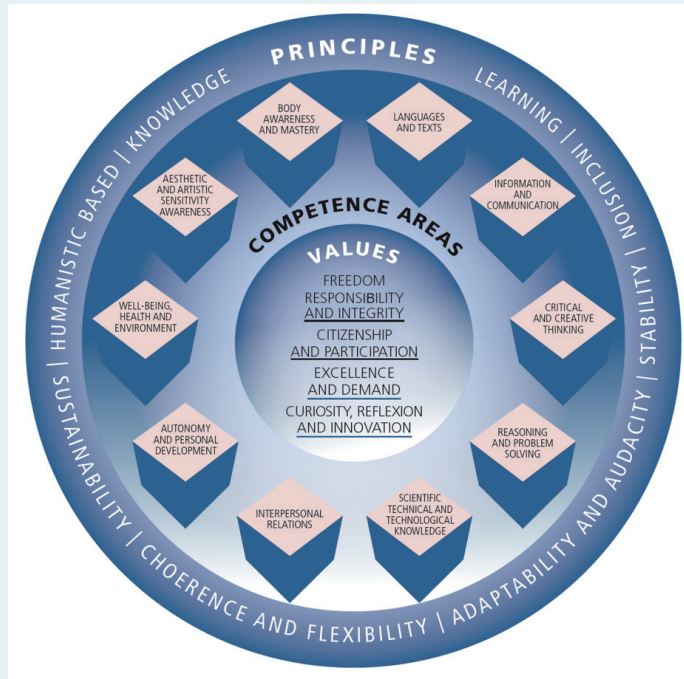 PRINCIPLES
KNOWLEDGE
LEARNING | INCLUSION | STABILITY | ADAPTABILITY AND AUDACITY | CHOERENCE AND FLEXIBILITY | SUSTAINABILITY | HUMANISTIC BASED |
BODY
AWARENESS
AND MASTERY
LANGUAGES
AND TEXTS
AESTHETIC
AND ARTISTIC
SENSITIVITY
AWARENESS
INFORMATION
AND
COMMUNICATION
COMPETENCE AREAS
VALUES
FREEDOM
RESPONSIBILITY
AND INTEGRITY
CITIZENSHIP
AND PARTICIPATION
EXCELLENCE
AND DEMAND
CURIOSITY, REFLEXION
AND INNOVATION
WELL-BEING,
HEALTH AND
ENVIRONMENT
CRITICAL
AND CREATIVE
THINKING
AUTONOMY
AND PERSONAL
DEVELOPMENT
REASONING
AND PROBLEM
SOLVING
INTERPERSONAL
RELATIONS
SCIENTIFIC
TECHNICAL AND
TECHNOLOGICAL
KNOWLEDGE